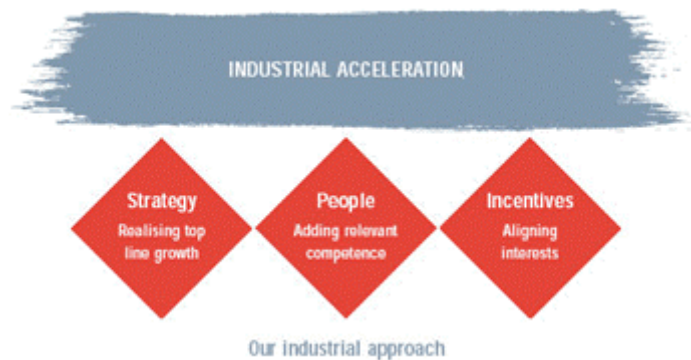 INDUSTRIAL ACCELERATION
Strategy
Realising top
line growth
People
Adding relevant
competence
Incentives
Aligning
interests
Our industrial approach